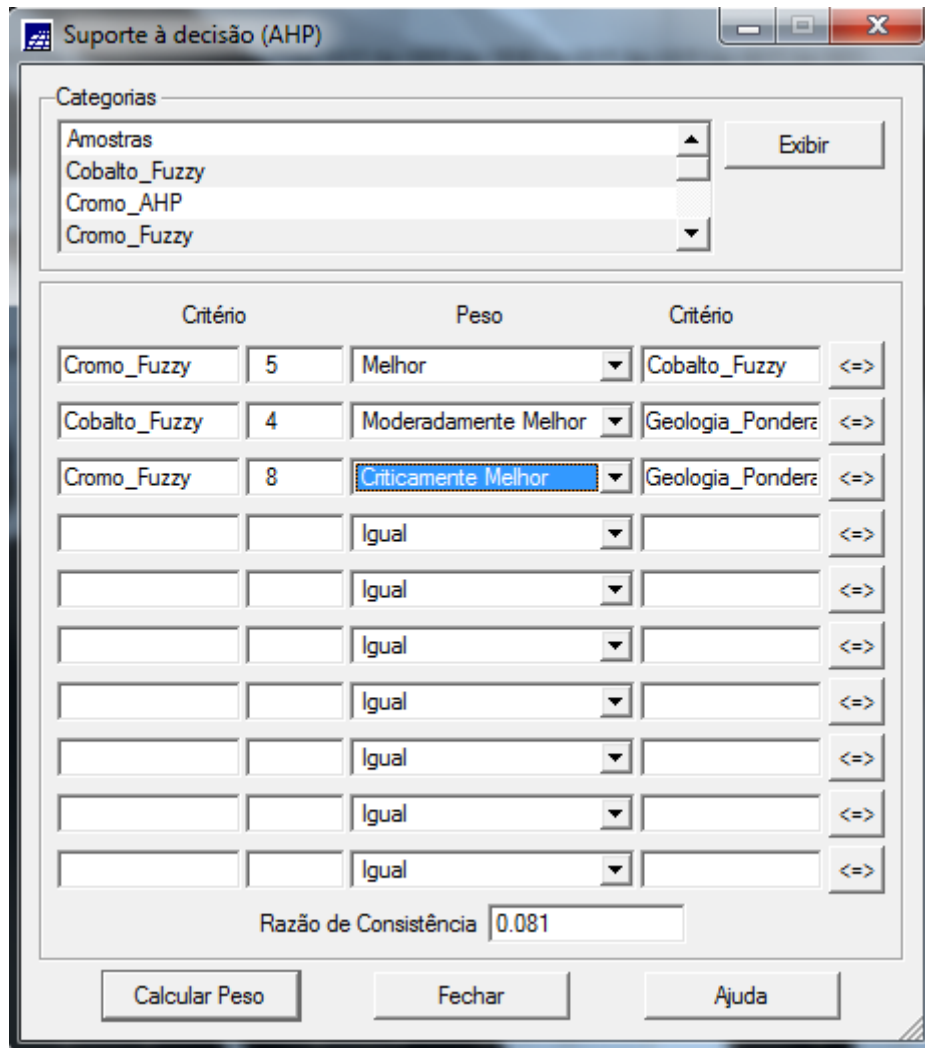 Suporte à decisão (AHP)
Categorias
Amostras
Cobalto_Fuzzy
Cromo_AHP
Cromo_Fuzzy
Exibir
Critério Peso Critério
Cromo_Fuzzy 5 Melhor Cobalto_Fuzzy <=>
Cobalto_Fuzzy 4 Moderadamente Melhor Geologia_Pondera <=>
Cromo_Fuzzy 8 Criticamente Melhor Geologia_Pondera <=>
Igual <=>
Igual <=>
Igual <=>
Igual <=>
Igual <=>
Igual <=>
Igual <=>
Razão de Consistência 0.081
Calcular Peso Fechar Ajuda